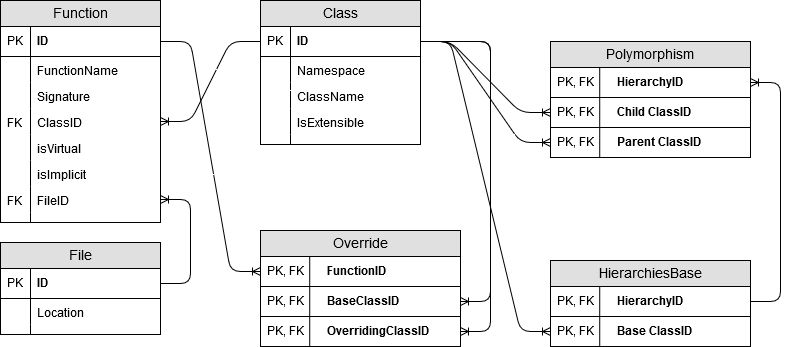 Function
PK ID
FunctionName
Signature
FK ClassID
isVirtual
isImplicit
FK FileID
File
PK ID
Location
Class
PK ID
Namespace
ClassName
IsExtensible
Override
PK, FK FunctionID
PK, FK BaseClassID
PK, FK OverridingClassID
Polymorphism
PK, FK HierarchyID
PK, FK Child ClassID
PK, FK Parent ClassID
HierarchiesBase
PK, FK HierarchyID
PK, FK Base ClassID